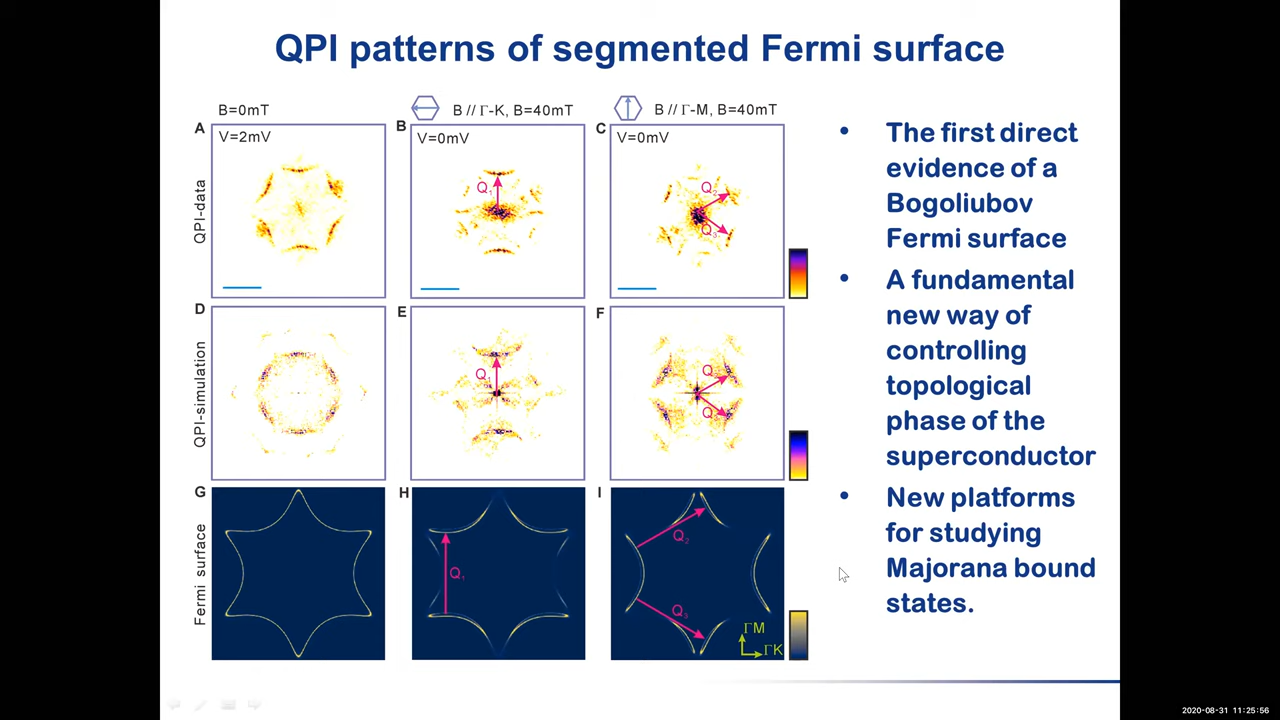 QPI patterns of segmented Fermi surface
B=0mT
B // Γ-K, B=40mT
B // Γ-M, B=40mT
A
V=2mV
B
V=0mV
C
V=0mV
QPI-data
Q1
Q2
Q3
D
E
F
QPI-simulation
Q1
Q2
Q3
G
H
I
Fermi surface
Q1
Q2
Q3
ΓM
ΓK
• The first direct
evidence of a
Bogoliubov
Fermi surface
• A fundamental
new way of
controlling
topological
phase of the
superconductor
• New platforms
for studying
Majorana bound
states.
2020-08-31 11:25:56